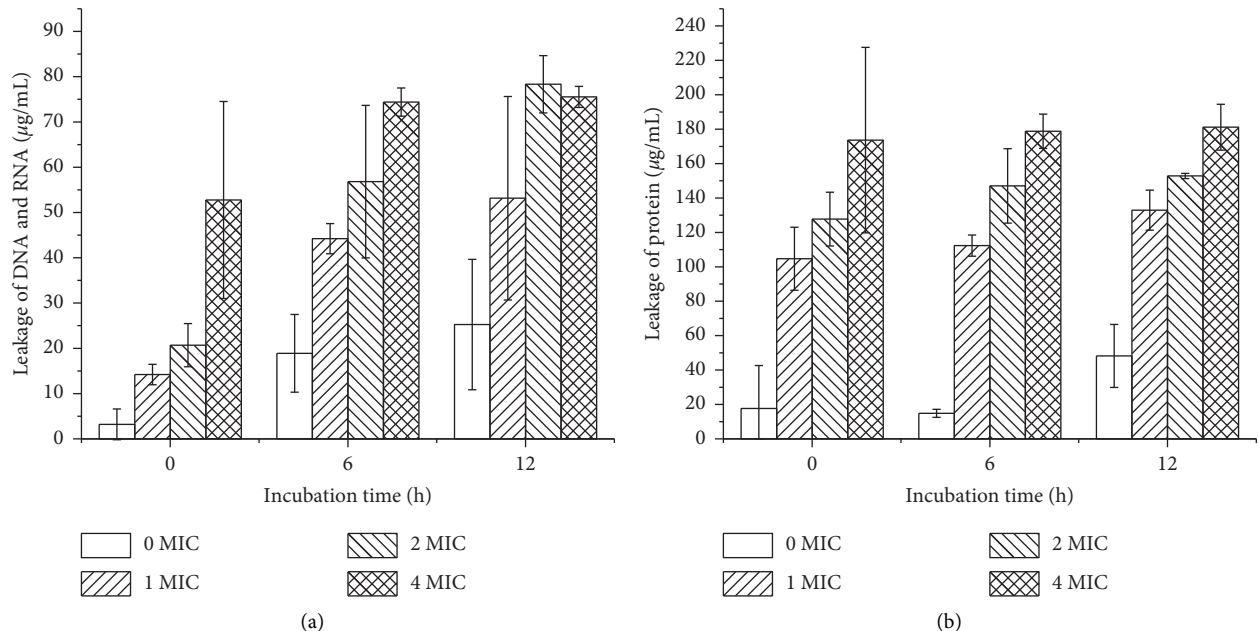 Leakage of DNA and RNA (μg/mL)
90
80
70
60
50
40
30
20
10
0
0
6
12
Incubation time (h)
0 MIC
2 MIC
1 MIC
4 MIC
(a)
Leakage of protein (μg/mL)
240
220
200
180
160
140
120
100
80
60
40
20
0
0
6
12
Incubation time (h)
0 MIC
2 MIC
1 MIC
4 MIC
(b)